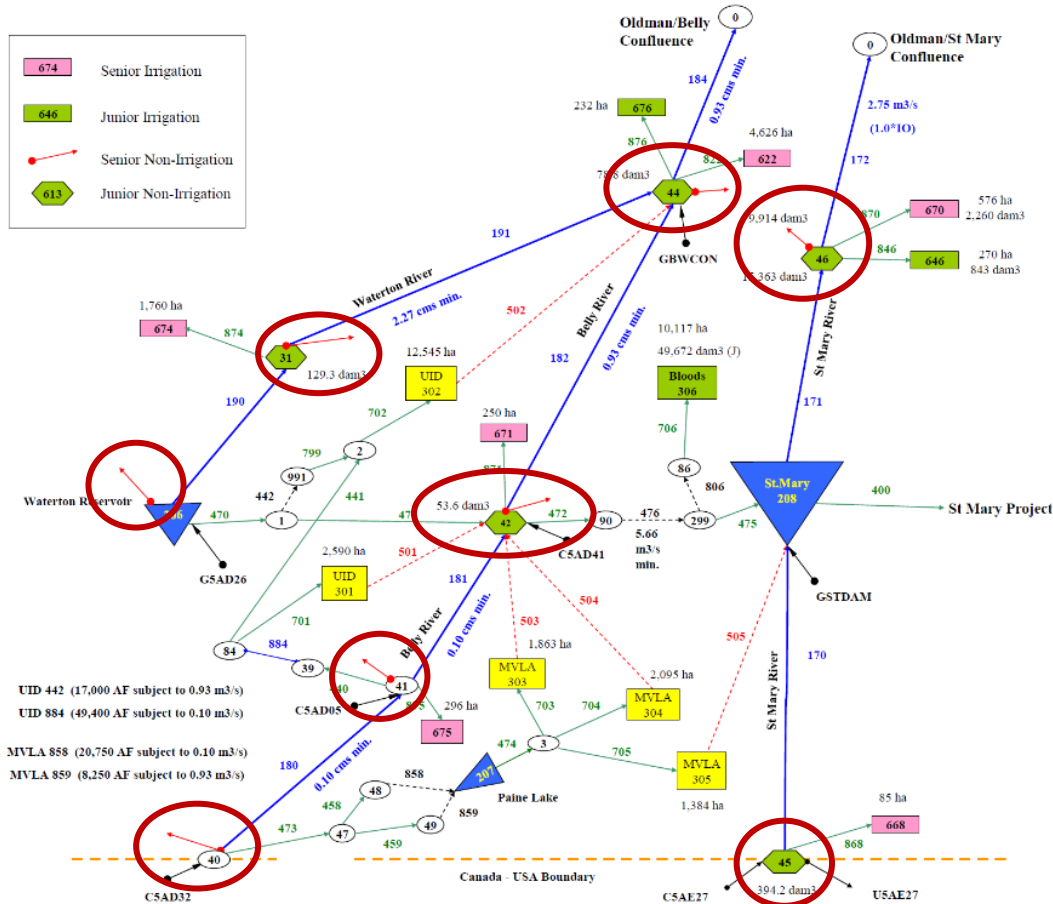 Oldman/Belly
Confluence
0
0
Oldman/St Mary
Confluence
674
Senior Irrigation
646
Junior Irrigation
Senior Non-Irrigation
613
Junior Non-Irrigation
184
0.93 cms min.
2.75 m3/s
(1.0*IO)
172
232 ha
676
876
4,626 ha
622
822
44
GBWCON
576 ha
2,260 dam3
670
870
9,914 dam3
846
646
270 ha
843 dam3
46
191
Waterton River
2.27 cms min.
502
Belly River
182
0.93 cms min.
St Mary River
171
1,760 ha
674
874
31
129.3 dam3
190
12,545 ha
UID
302
702
10,117 ha
49,672 dam3 (J)
Bloods
306
706
250 ha
671
799
2
991
442
441
86
806
St.Mary
208
400
St Mary Project
Waterton Reservoir
470
1
53.6 dam3
42
472
90
476
5.66
m3/s
min.
299
475
C5AD41
G5AD26
2,590 ha
UID
301
501
181
701
504
503
505
GSTDAM
Belly River
0.10 cms min.
84
884
39
41
C5AD05
296 ha
675
1,863 ha
MVLA
303
2,095 ha
MVLA
304
703
704
170
St Mary River
UID 442 (17,000 AF subject to 0.93 m3/s)
UID 884 (49,400 AF subject to 0.10 m3/s)
MVLA 858 (20,750 AF subject to 0.10 m3/s)
MVLA 859 (8,250 AF subject to 0.93 m3/s)
180
0.10 cms min.
474
3
705
MVLA
305
1,384 ha
207
Paine Lake
858
859
48
458
49
47
473
459
40
C5AD32
Canada - USA Boundary
85 ha
668
868
45
394.2 dam3
C5AE27
U5AE27